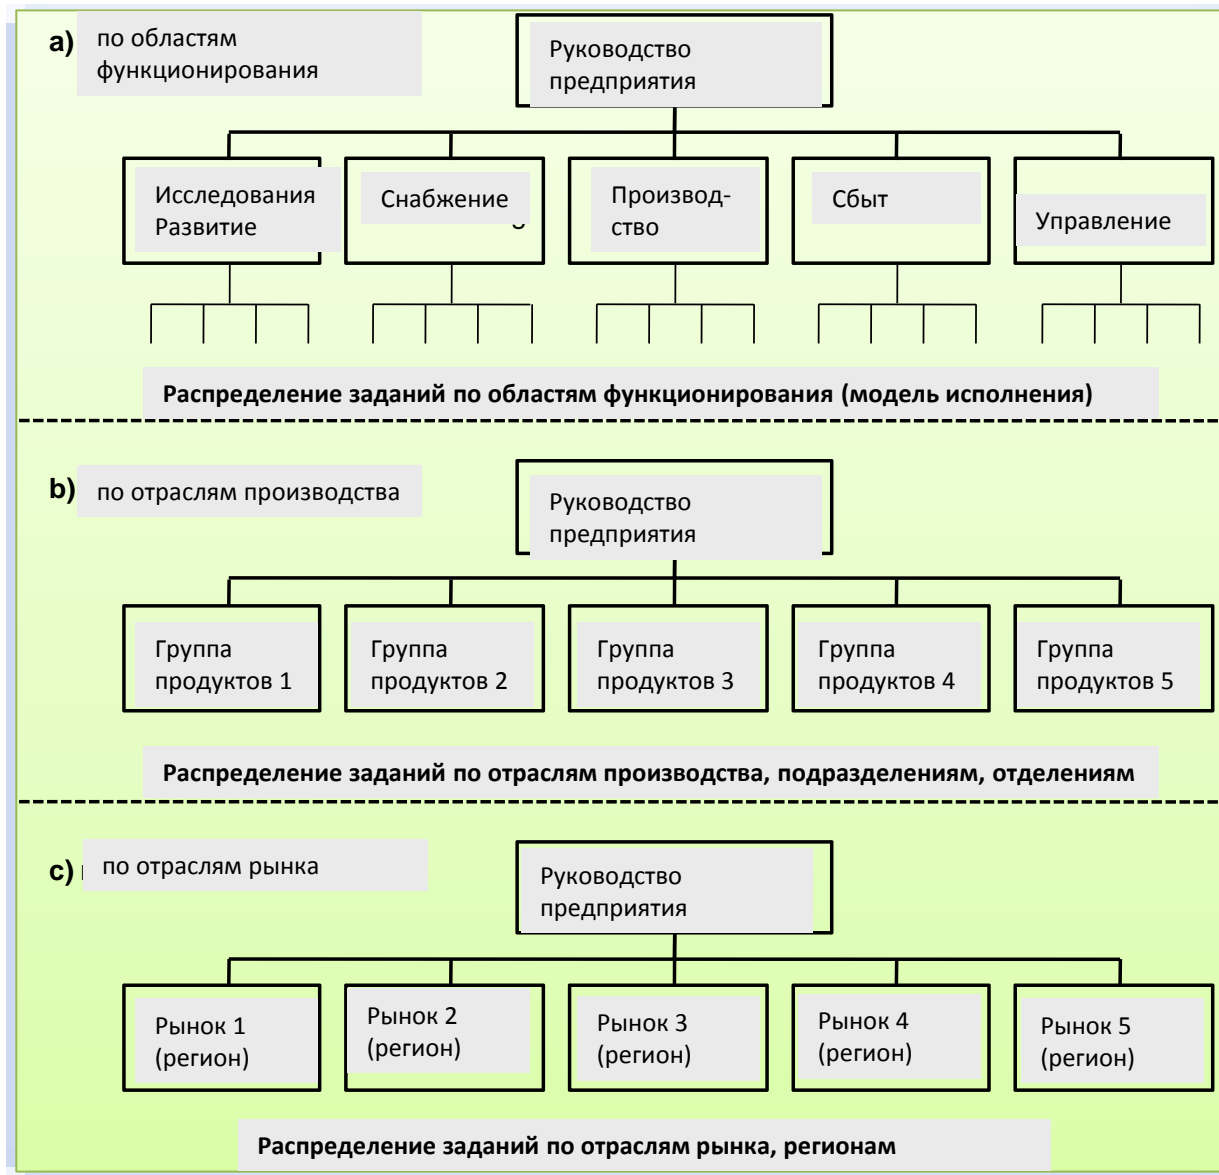 a) по областям
функционирования
Руководство
предприятия
Исследования
Развитие
Снабжение
Производ-
ство
Сбыт
Управление
Распределение заданий по областям функционирования (модель исполнения)
b) по отраслям производства
Руководство
предприятия
Группа
продуктов 1
Группа
продуктов 2
Группа
продуктов 3
Группа
продуктов 4
Группа
продуктов 5
Распределение заданий по отраслям производства, подразделениям, отделениям
c) по отраслям рынка
Руководство
предприятия
Рынок 1
(регион)
Рынок 2
(регион)
Рынок 3
(регион)
Рынок 4
(регион)
Рынок 5
(регион)
Распределение заданий по отраслям рынка, регионам